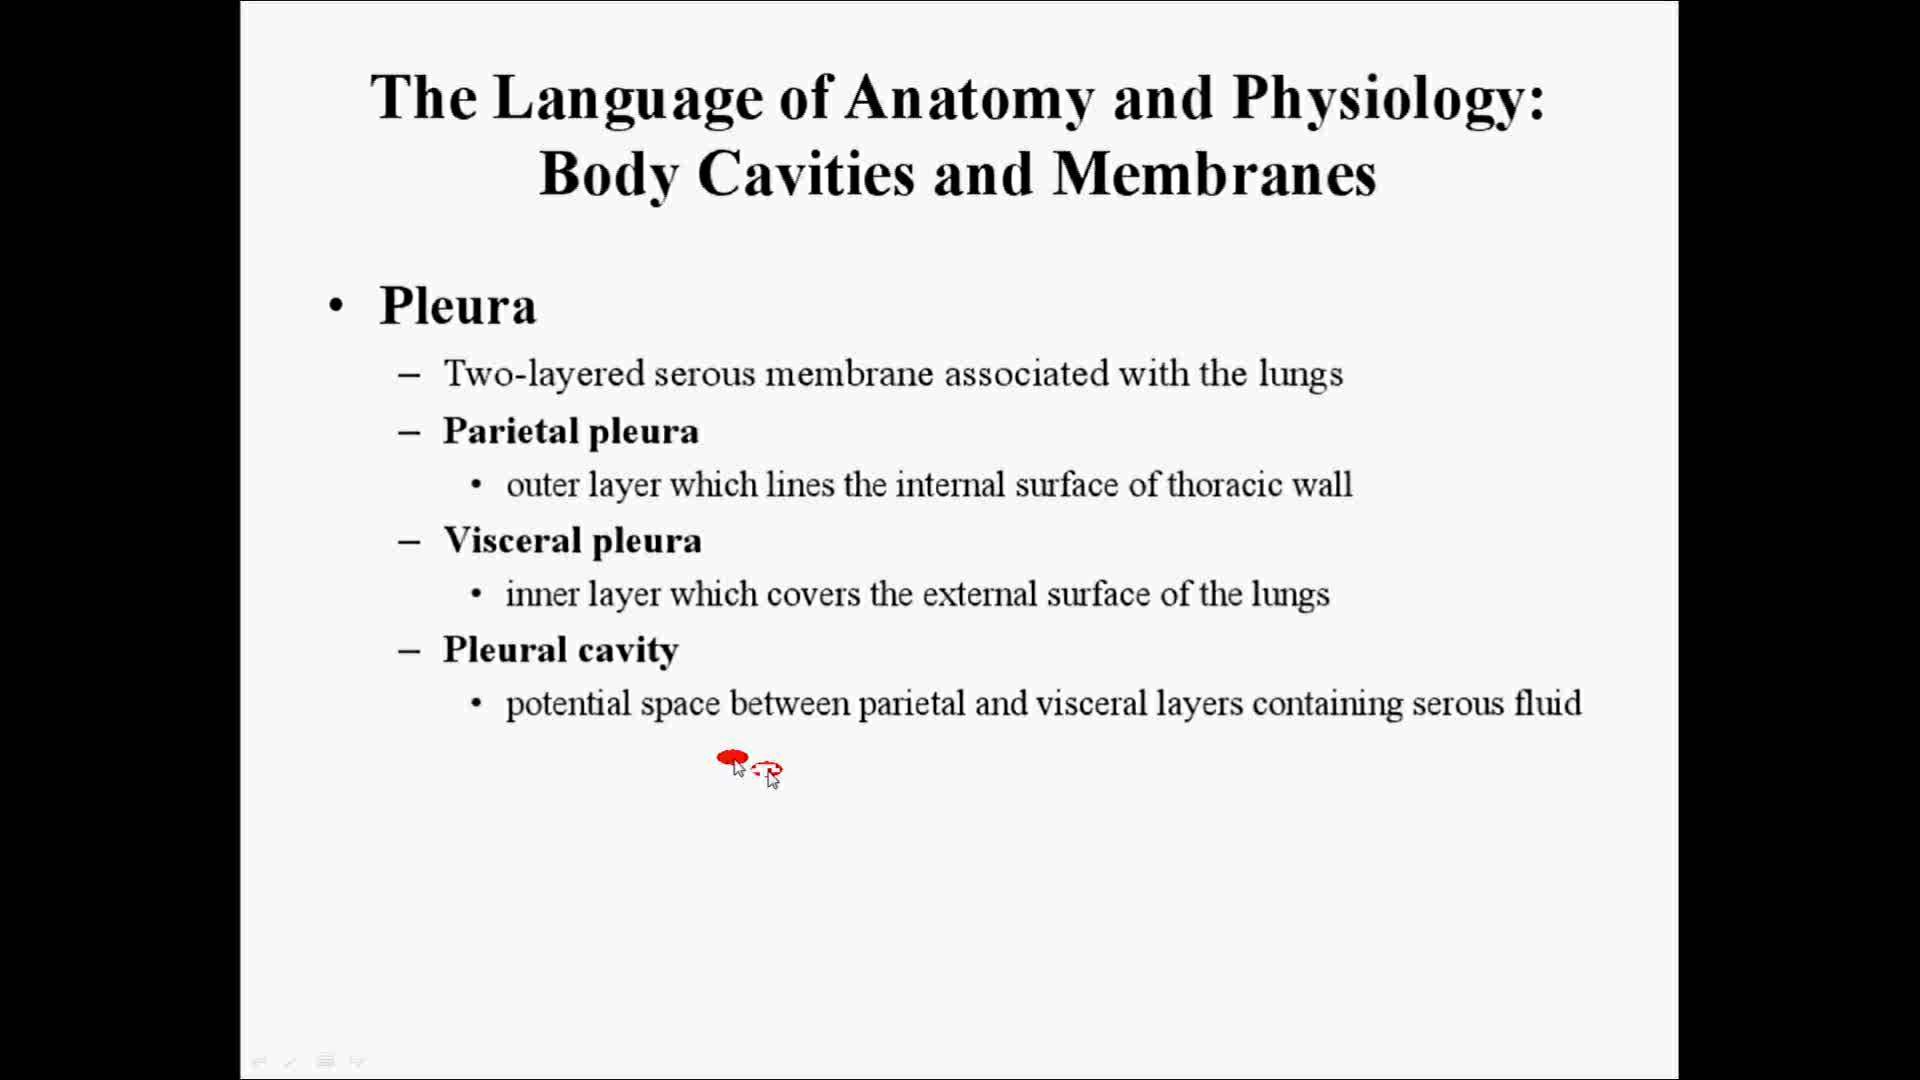 The Language of Anatomy and Physiology:
Body Cavities and Membranes
• Pleura
– Two-layered serous membrane associated with the lungs
– Parietal pleura
• outer layer which lines the internal surface of thoracic wall
– Visceral pleura
• inner layer which covers the external surface of the lungs
– Pleural cavity
• potential space between parietal and visceral layers containing serous fluid